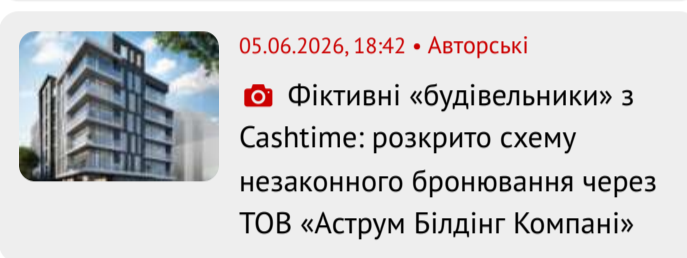 05.06.2026, 18:42 • Авторські
Фіктивні «будівельники» з
Cashtime: розкрито схему
незаконного бронювання через
ТОВ «Аструм Білдінг Компані»